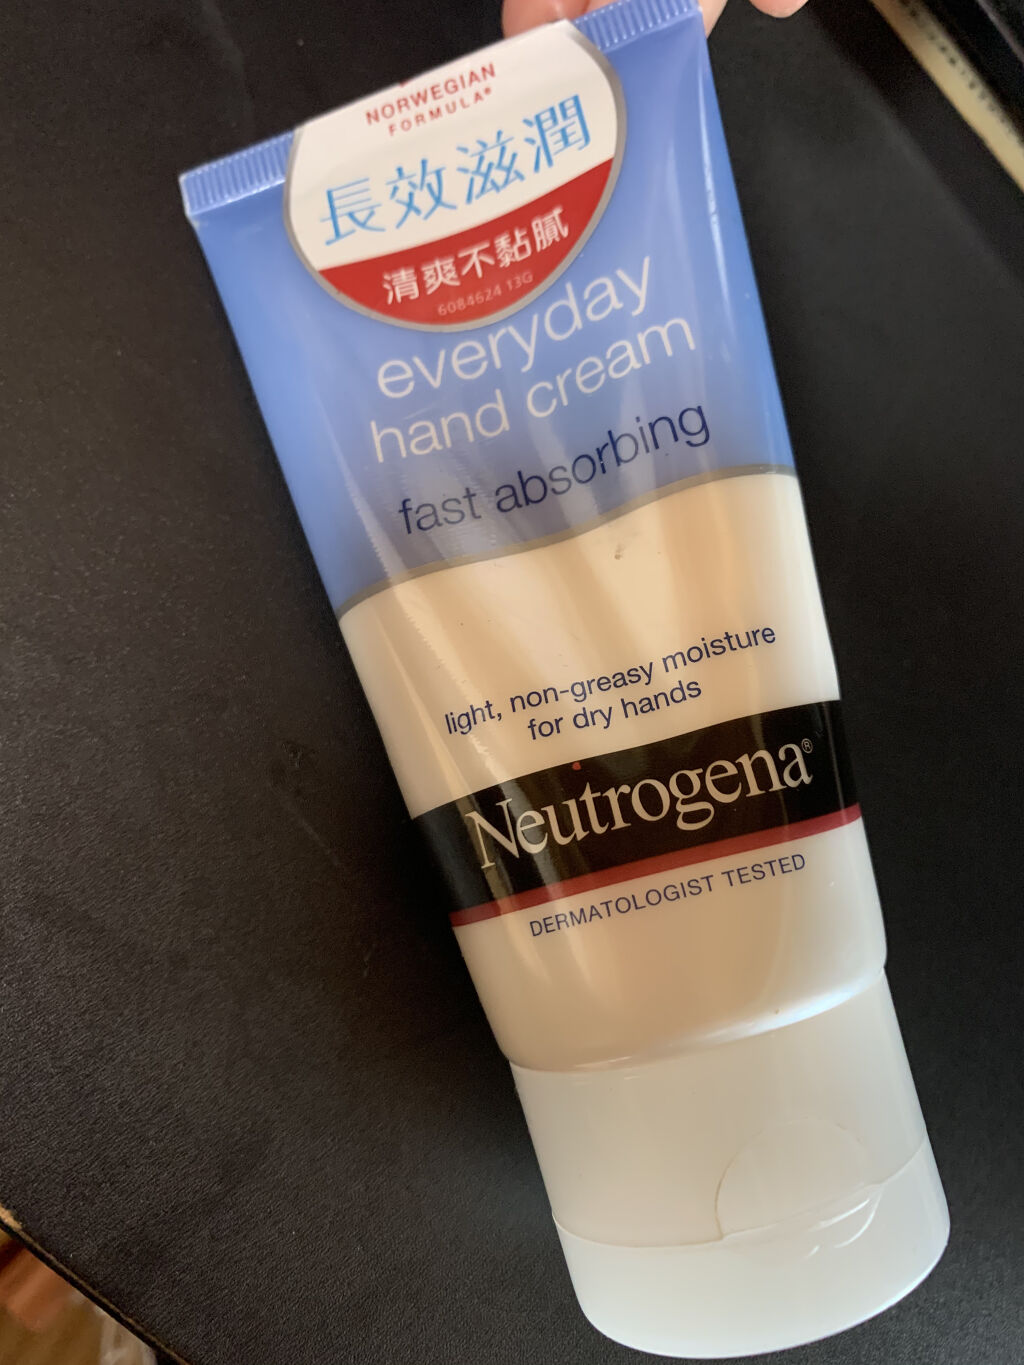 NORWEGIAN
FORMULA®
長效滋潤
清爽不黏膩
6084624 13G
everyday
hand cream
fast absorbing
light, non-greasy moisture
for dry hands
Neutrogena®
DERMATOLOGIST TESTED